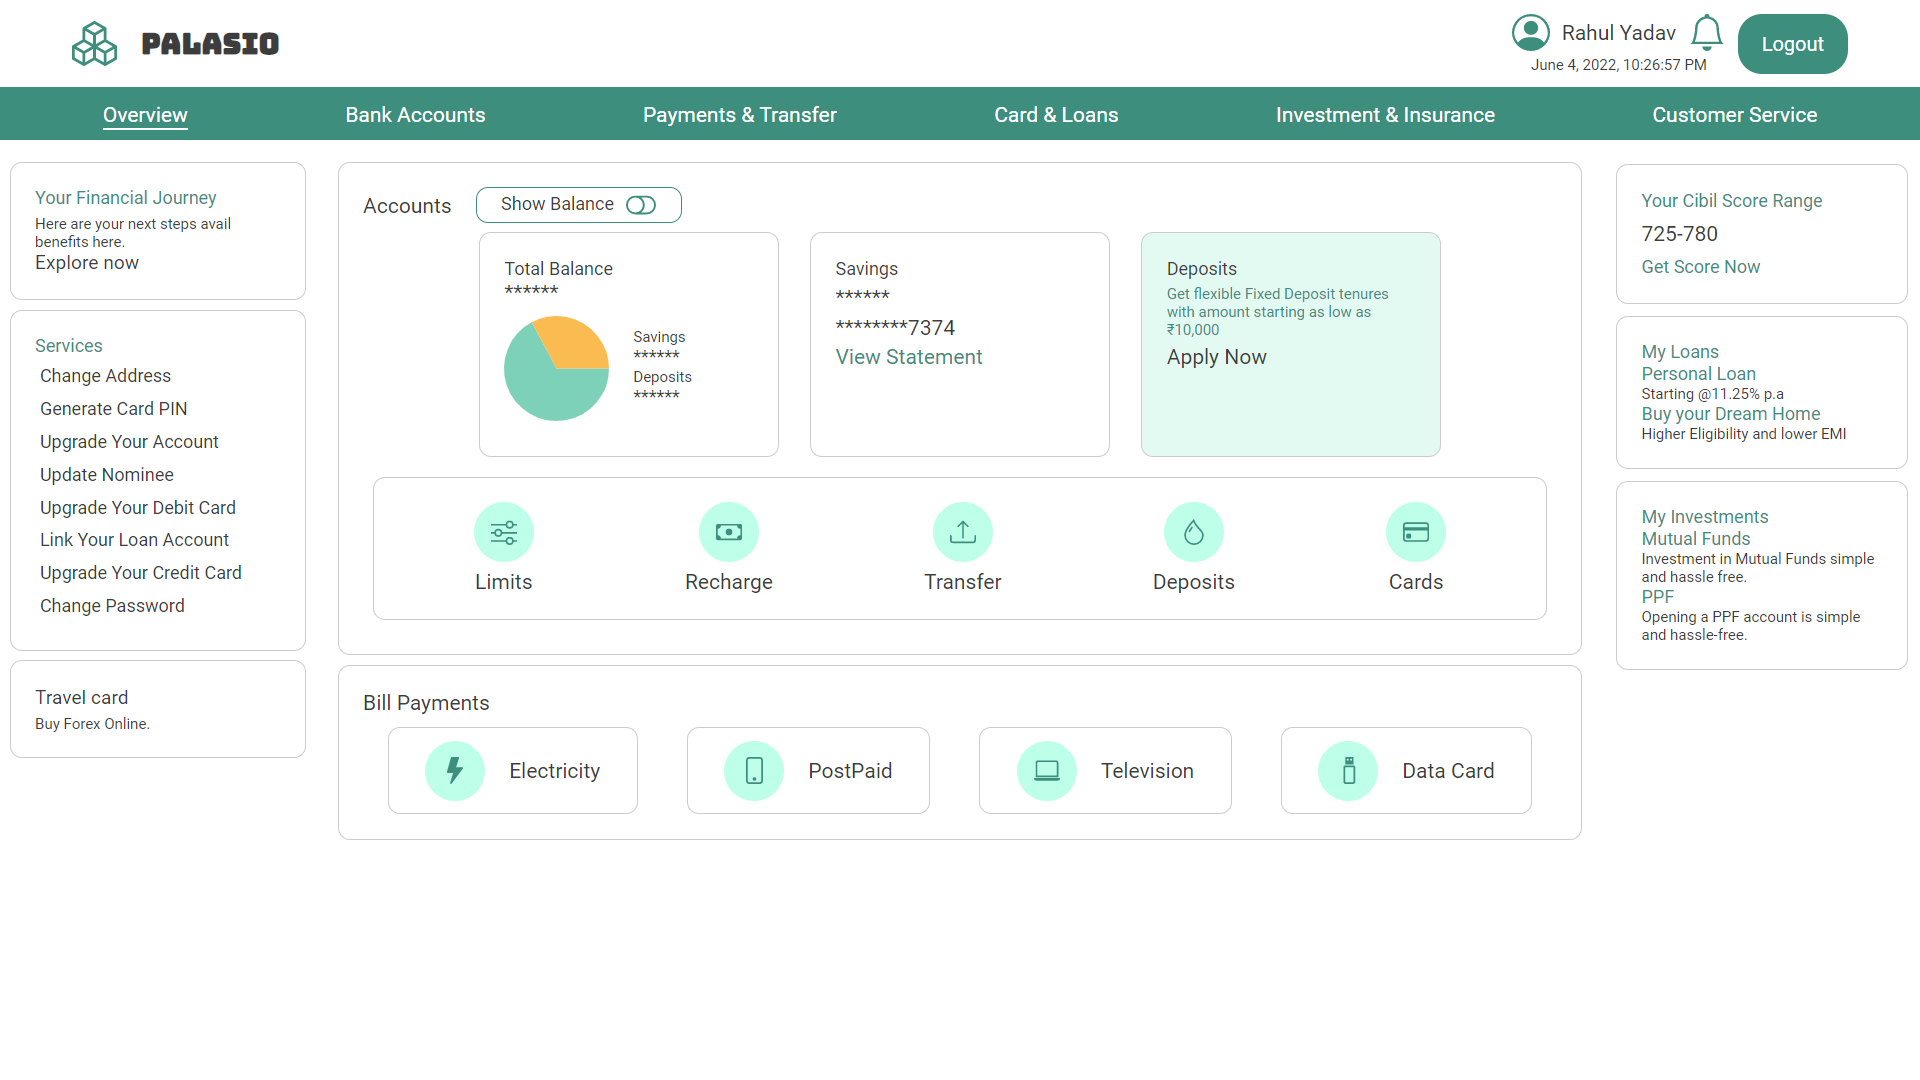 PALASIO
Rahul Yadav
Logout
June 4, 2022, 10:26:57 PM
Overview
Bank Accounts
Payments & Transfer
Card & Loans
Investment & Insurance
Customer Service
Your Financial Journey
Here are your next steps avail
benefits here.
Explore now
Services
Change Address
Generate Card PIN
Upgrade Your Account
Update Nominee
Upgrade Your Debit Card
Link Your Loan Account
Upgrade Your Credit Card
Change Password
Travel card
Buy Forex Online.
Accounts
Show Balance
Total Balance
******
Savings
******
Deposits
******
Savings
******
********7374
View Statement
Deposits
Get flexible Fixed Deposit tenures
with amount starting as low as
₹10,000
Apply Now
Limits
Recharge
Transfer
Deposits
Cards
Bill Payments
Electricity
PostPaid
Television
Data Card
Your Cibil Score Range
725-780
Get Score Now
My Loans
Personal Loan
Starting @11.25% p.a
Buy your Dream Home
Higher Eligibility and lower EMI
My Investments
Mutual Funds
Investment in Mutual Funds simple
and hassle free.
PPF
Opening a PPF account is simple
and hassle-free.